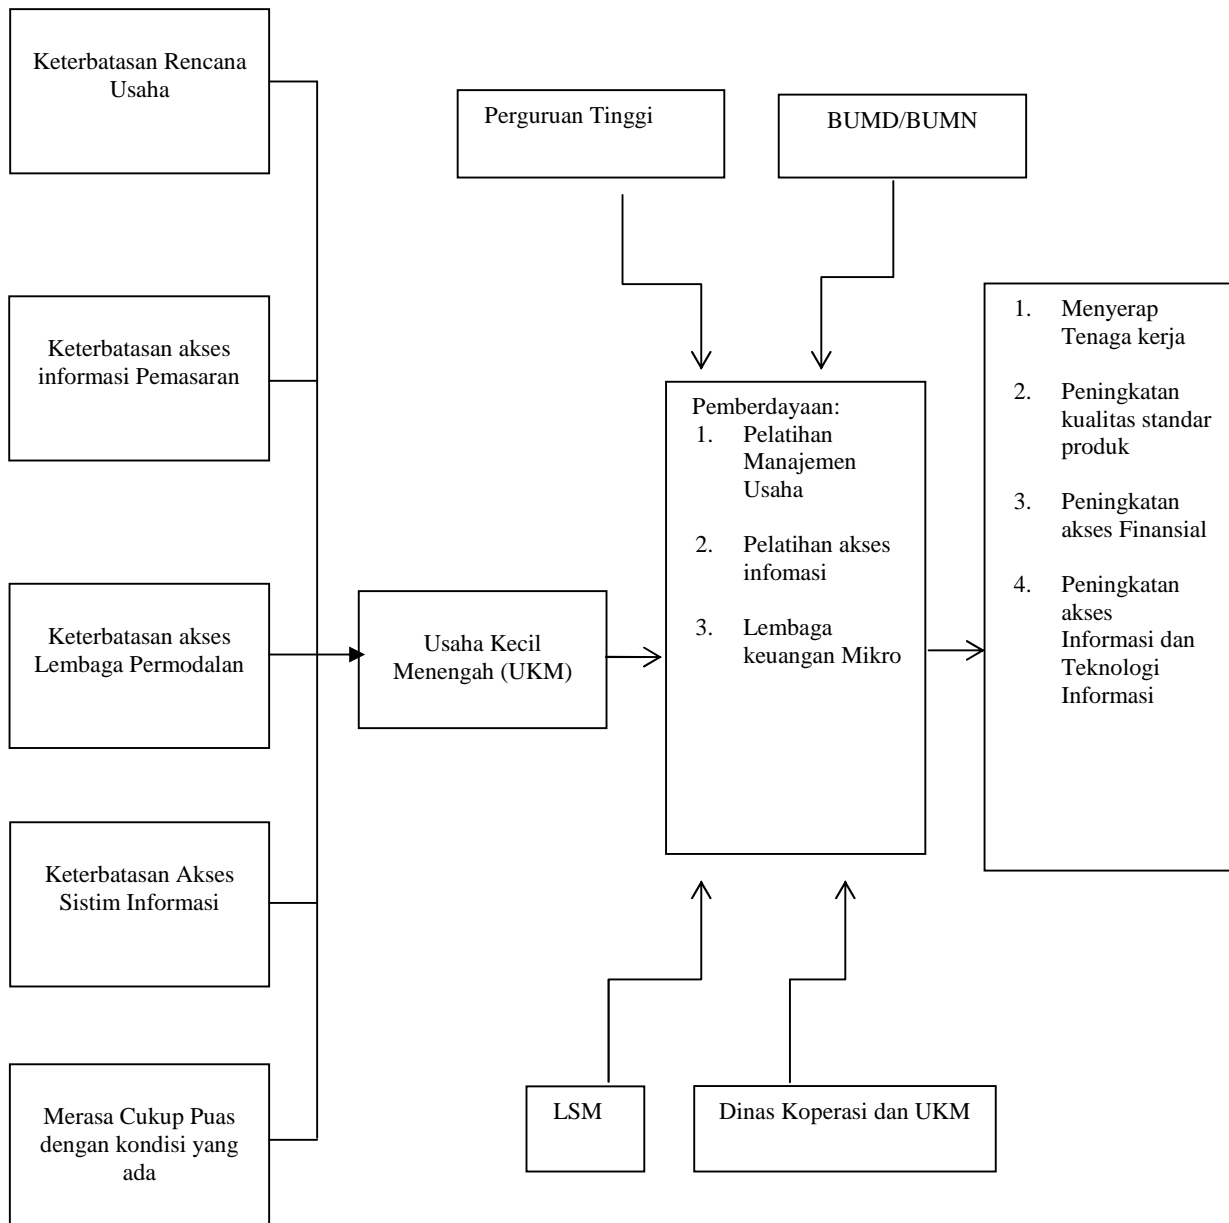 Keterbatasan Rencana
Usaha
Perguruan Tinggi
BUMD/BUMN
Keterbatasan akses
informasi Pemasaran
Keterbatasan akses
Lembaga Permodalan
Keterbatasan Akses
Sistim Informasi
Merasa Cukup Puas
dengan kondisi yang
ada
Usaha Kecil
Menengah (UKM)
Pemberdayaan:
1. Pelatihan
Manajemen
Usaha
2. Pelatihan akses
infomasi
3. Lembaga
keuangan Mikro
1. Menyerap
Tenaga kerja
2. Peningkatan
kualitas standar
produk
3. Peningkatan
akses Finansial
4. Peningkatan
akses
Informasi dan
Teknologi
Informasi
LSM
Dinas Koperasi dan UKM